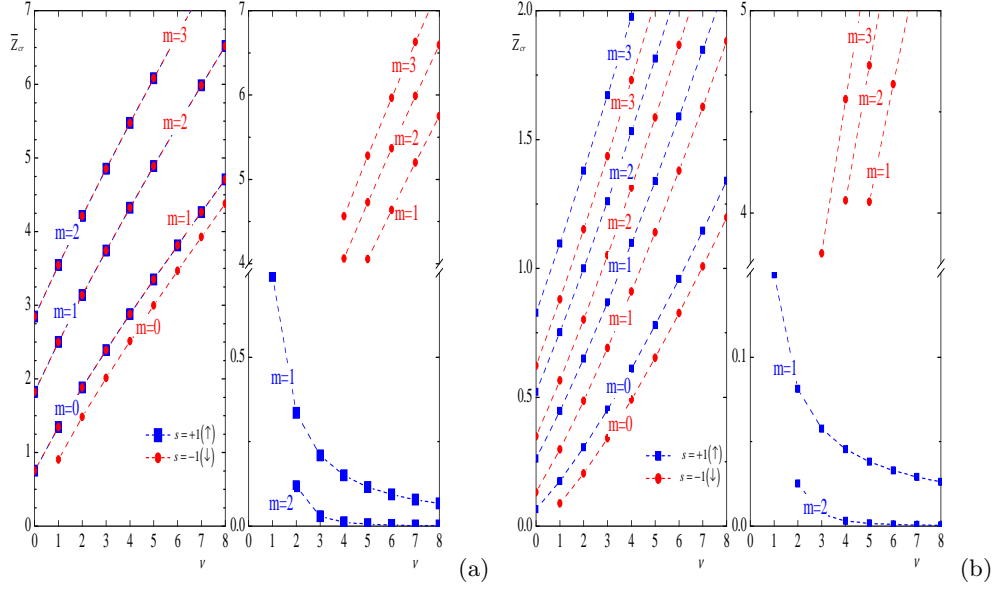 7
6
5
4
3
2
1
0
Z̅cr
m=3
m=2
m=2
m=1
m=1
m=0
m=0
s = +1(↑)
s = −1(↓)
0 1 2 3 4 5 6 7 8
ν
7
6
5
4
0.5
0.0
m=3
m=2
m=1
m=1
m=2
0 1 2 3 4 5 6 7 8
ν
(a)
2.0
1.5
1.0
0.5
0.0
Z̅cr
m=3
m=3
m=2
m=2
m=1
m=1
m=0
m=0
s = +1(↑)
s = −1(↓)
0 1 2 3 4 5 6 7 8
ν
5
4
0.1
0.0
m=3
m=2
m=1
m=1
m=2
0 1 2 3 4 5 6 7 8
ν
(b)